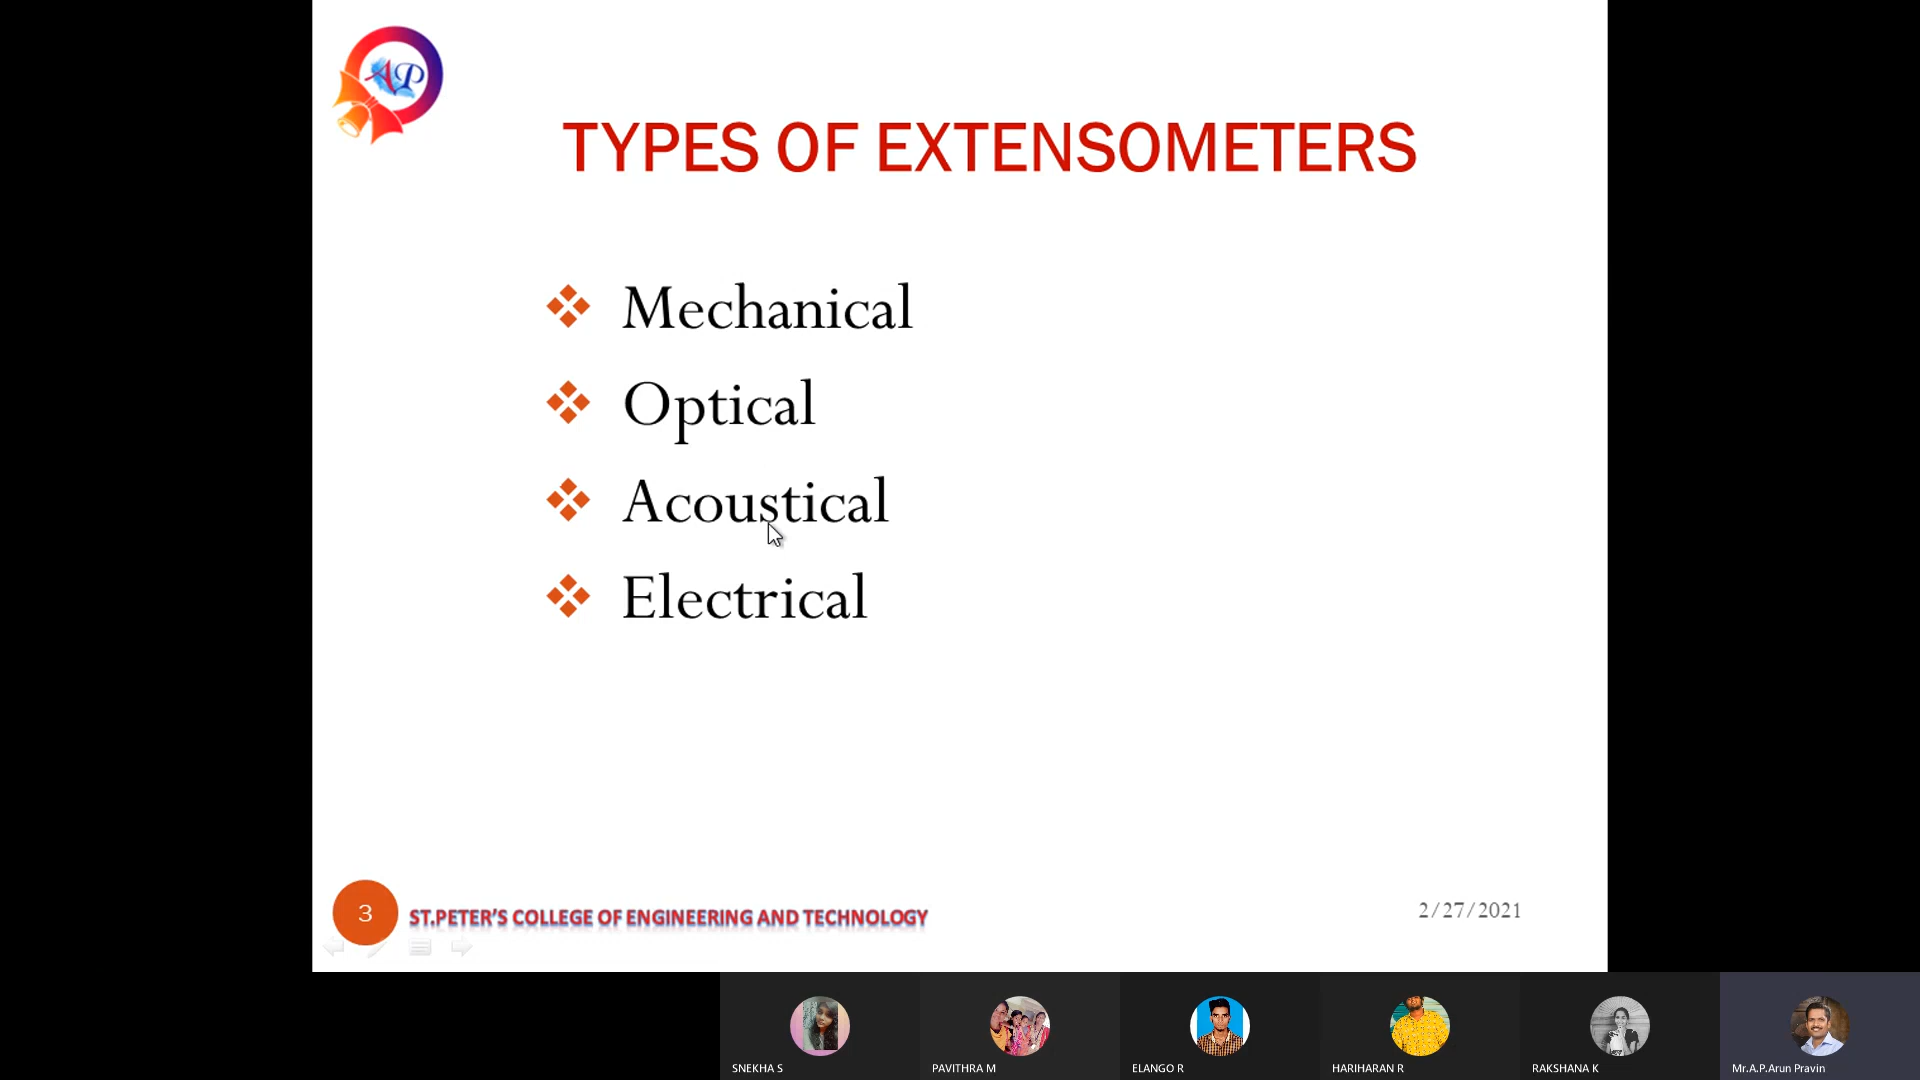 AP
TYPES OF EXTENSOMETERS
Mechanical
Optical
Acoustical
Electrical
3
ST.PETER'S COLLEGE OF ENGINEERING AND TECHNOLOGY
2/27/2021
SNEKHA S
PAVITHRA M
ELANGO R
HARIHARAN R
RAKSHANA K
Mr.A.P.Arun Pravin